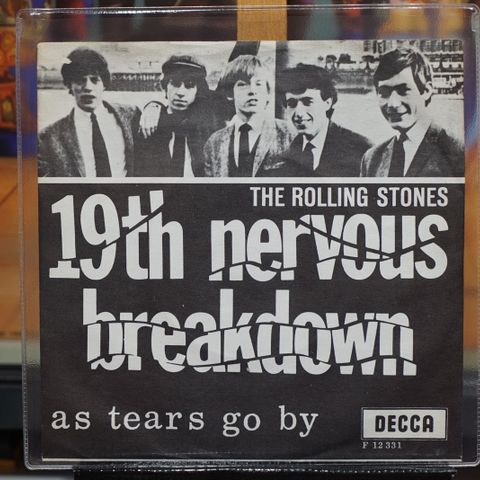 THE ROLLING STONES
19th nervous
breakdown
as tears go by
DECCA
F 12 331